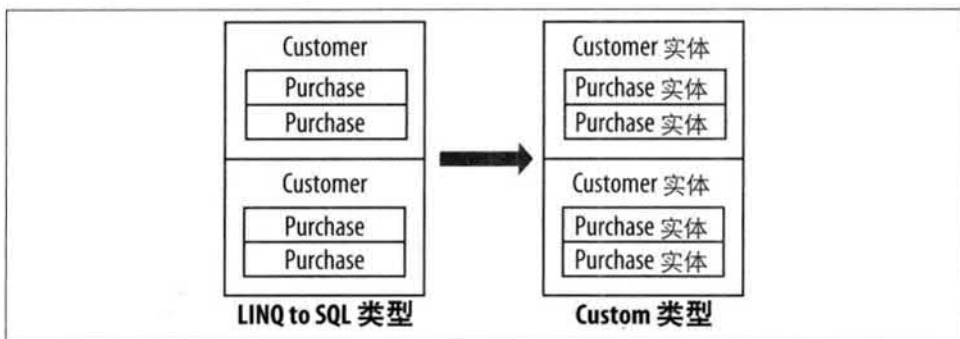 Customer
Purchase
Purchase
Customer
Purchase
Purchase
LINQ to SQL 类型
Customer 实体
Purchase 实体
Purchase 实体
Customer 实体
Purchase 实体
Purchase 实体
Custom 类型